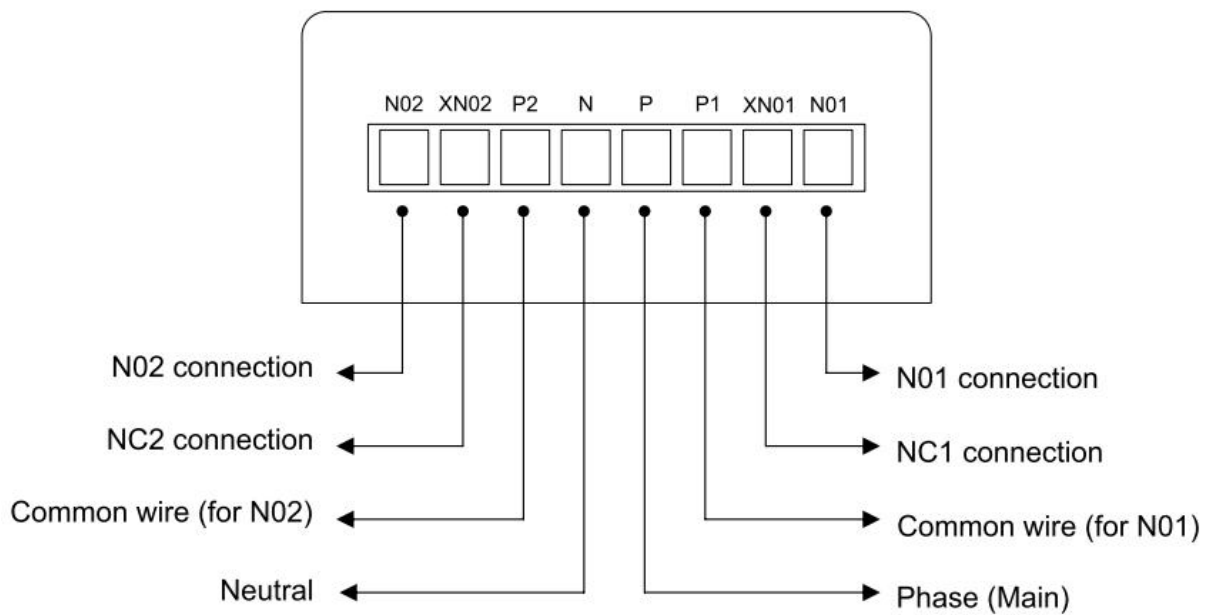 N02 XN02 P2 N P P1 XN01 N01
N02 connection
NC2 connection
Common wire (for N02)
Neutral
N01 connection
NC1 connection
Common wire (for N01)
Phase (Main)